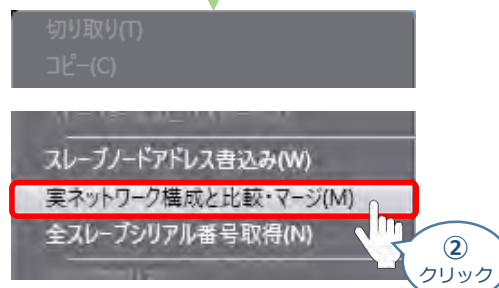 切り取り(T)
コピー(C)
スレーブノードアドレス書込み(W)
実ネットワーク構成と比較・マージ(M)
全スレーブシリアル番号取得(N)
②
クリック